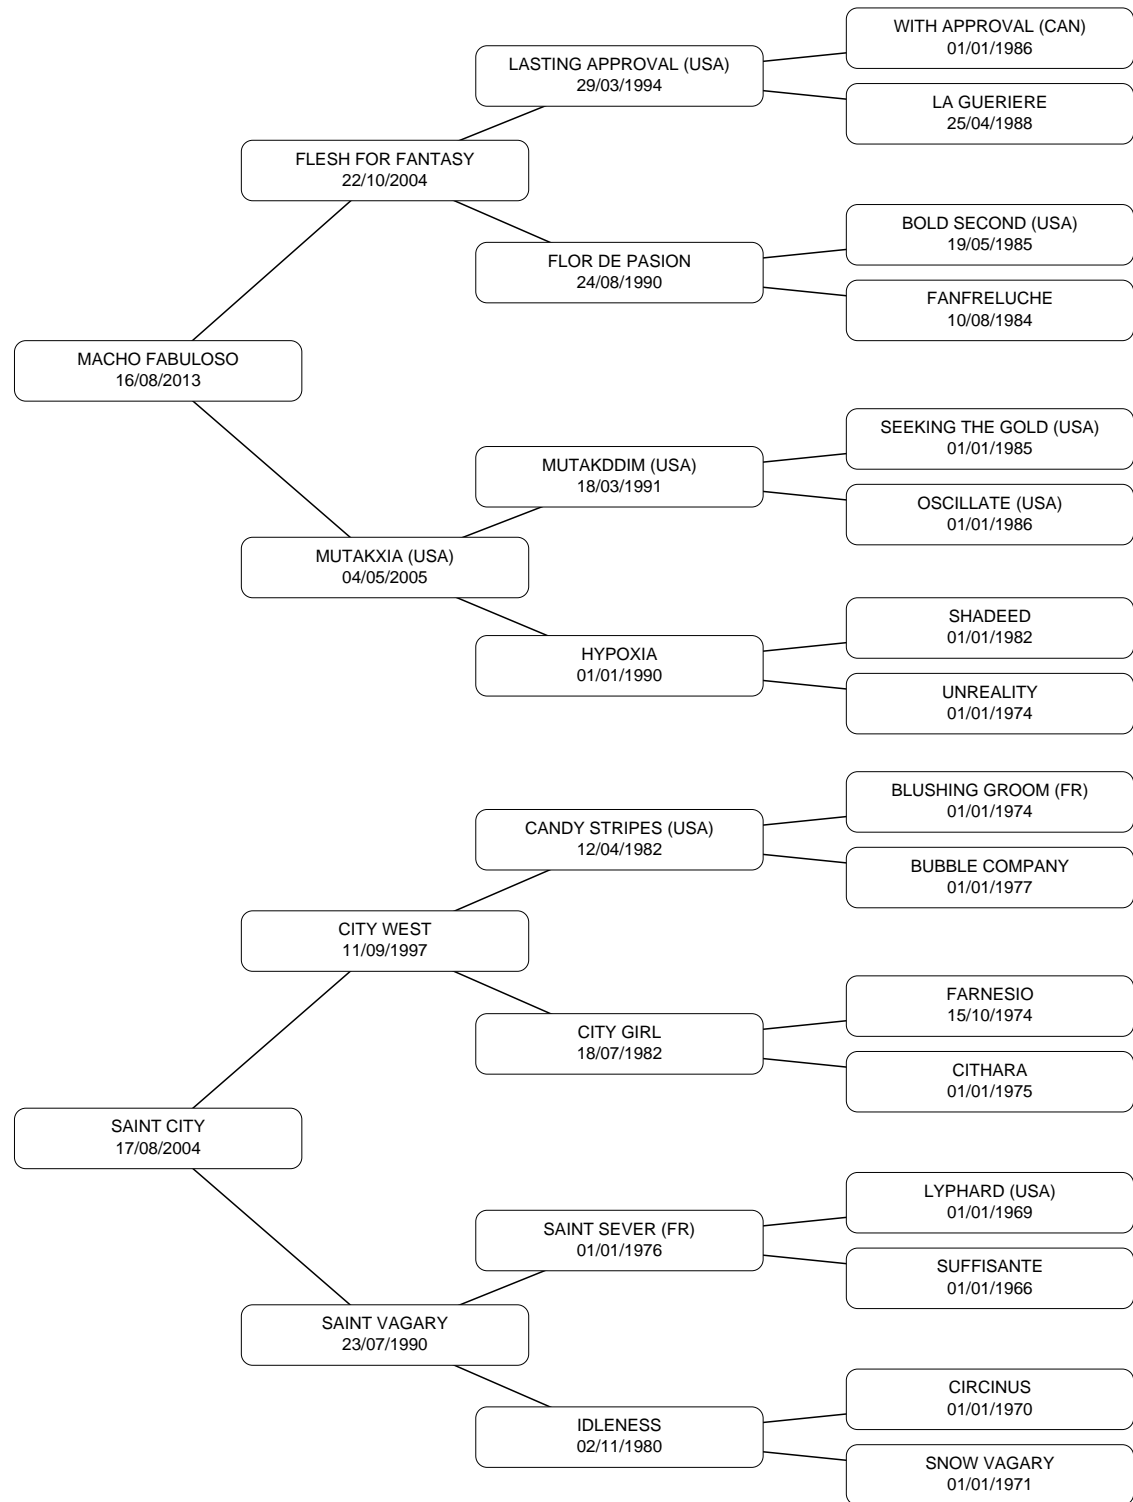 WITH APPROVAL (CAN)
01/01/1986
LASTING APPROVAL (USA)
29/03/1994
LA GUERIERE
25/04/1988
FLESH FOR FANTASY
22/10/2004
BOLD SECOND (USA)
19/05/1985
FLOR DE PASION
24/08/1990
FANFRELUCHE
10/08/1984
MACHO FABULOSO
16/08/2013
SEEKING THE GOLD (USA)
01/01/1985
MUTAKDDIM (USA)
18/03/1991
OSCILLATE (USA)
01/01/1986
MUTAKXIA (USA)
04/05/2005
SHADEED
01/01/1982
HYPOXIA
01/01/1990
UNREALITY
01/01/1974
BLUSHING GROOM (FR)
01/01/1974
CANDY STRIPES (USA)
12/04/1982
BUBBLE COMPANY
01/01/1977
CITY WEST
11/09/1997
FARNESIO
15/10/1974
CITY GIRL
18/07/1982
CITHARA
01/01/1975
SAINT CITY
17/08/2004
LYPHARD (USA)
01/01/1969
SAINT SEVER (FR)
01/01/1976
SUFFISANTE
01/01/1966
SAINT VAGARY
23/07/1990
CIRCINUS
01/01/1970
IDLENESS
02/11/1980
SNOW VAGARY
01/01/1971